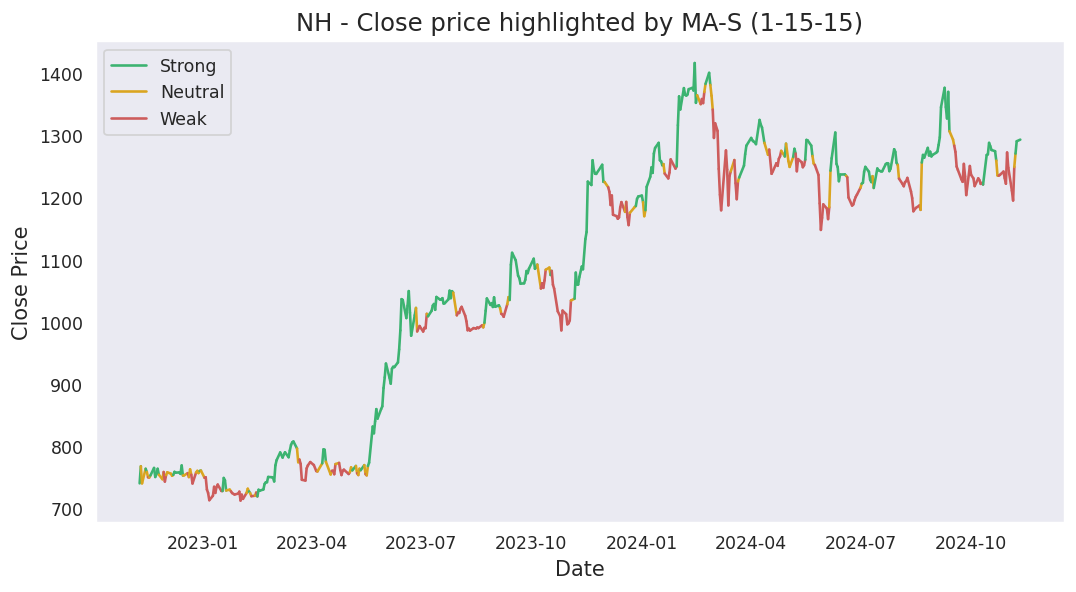 NH - Close price highlighted by MA-S (1-15-15)
Strong
Neutral
Weak
Close Price
1400
1300
1200
1100
1000
900
800
700
2023-01 2023-04 2023-07 2023-10 2024-01 2024-04 2024-07 2024-10
Date